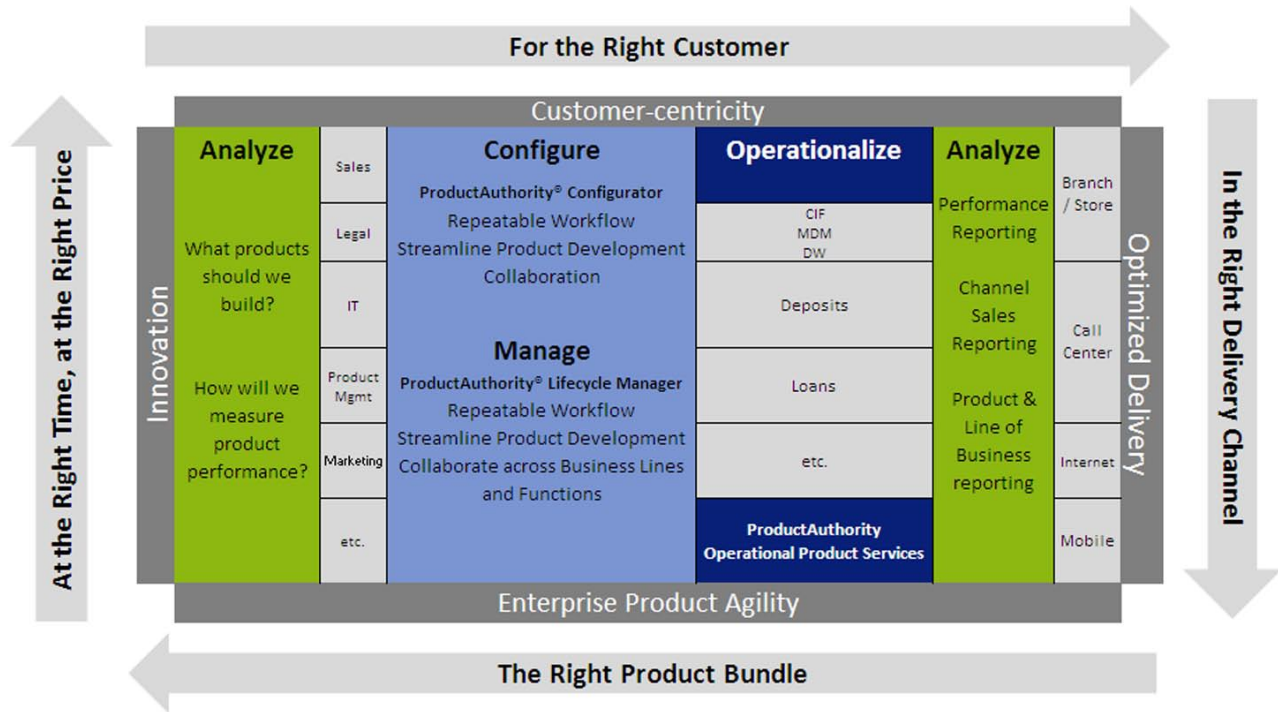 For the Right Customer
At the Right Time, at the Right Price
Customer-centricity
Innovation
Analyze
What products
should we
build?
How will we
measure
product
performance?
Sales
Legal
IT
Product
Mgmt
Marketing
etc.
Configure
ProductAuthority® Configurator
Repeatable Workflow
Streamline Product Development
Collaboration
Manage
ProductAuthority® Lifecycle Manager
Repeatable Workflow
Streamline Product Development
Collaborate across Business Lines
and Functions
Operationalize
CIF
MDM
DW
Deposits
Loans
etc.
ProductAuthority
Operational Product Services
Analyze
Performance
Reporting
Channel
Sales
Reporting
Product &
Line of
Business
reporting
Branch
/ Store
Call
Center
Internet
Mobile
Optimized Delivery
In the Right Delivery Channel
Enterprise Product Agility
The Right Product Bundle